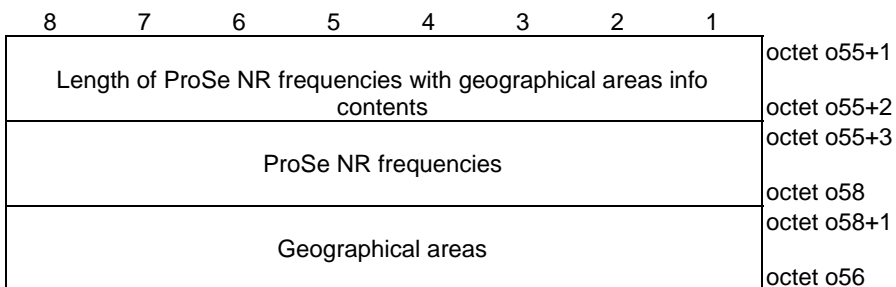 8 7 6 5 4 3 2 1
octet o55+1
Length of ProSe NR frequencies with geographical areas info
contents
octet o55+2
octet o55+3
ProSe NR frequencies
octet o58
octet o58+1
Geographical areas
octet o56